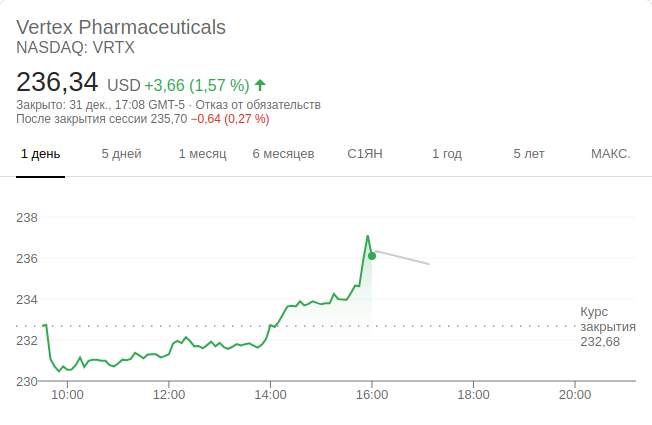 Vertex Pharmaceuticals
NASDAQ: VRTX
236,34 USD +3,66 (1,57 %)
Закрыто: 31 дек., 17:08 GMT-5 · Отказ от обязательств
После закрытия сессии 235,70 −0,64 (0,27 %)
1 день 5 дней 1 месяц 6 месяцев С1ЯН 1 год 5 лет МАКС.
238
236
234
232
230
Курс
закрытия
232,68
10:00 12:00 14:00 16:00 18:00 20:00